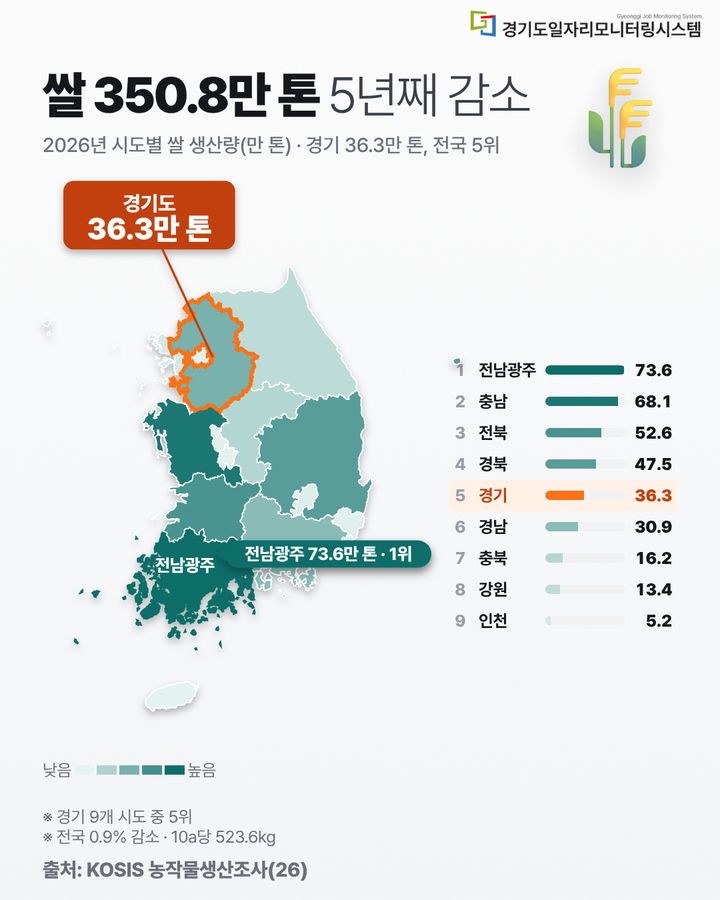 Gyeonggi Job Monitoring System
경기도일자리모니터링시스템
쌀 350.8만 톤 5년째 감소
2026년 시도별 쌀 생산량(만 톤) · 경기 36.3만 톤, 전국 5위
경기도
36.3만 톤
1 전남광주 73.6
2 충남 68.1
3 전북 52.6
4 경북 47.5
5 경기 36.3
6 경남 30.9
7 충북 16.2
8 강원 13.4
9 인천 5.2
전남광주 73.6만 톤 · 1위
전남광주
낮음 높음
※ 경기 9개 시도 중 5위
※ 전국 0.9% 감소 · 10a당 523.6kg
출처: KOSIS 농작물생산조사(26)